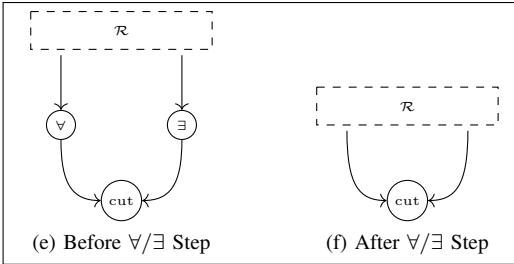 ℛ
∀ ∃
cut
(e) Before ∀/∃ Step
ℛ
cut
(f) After ∀/∃ Step